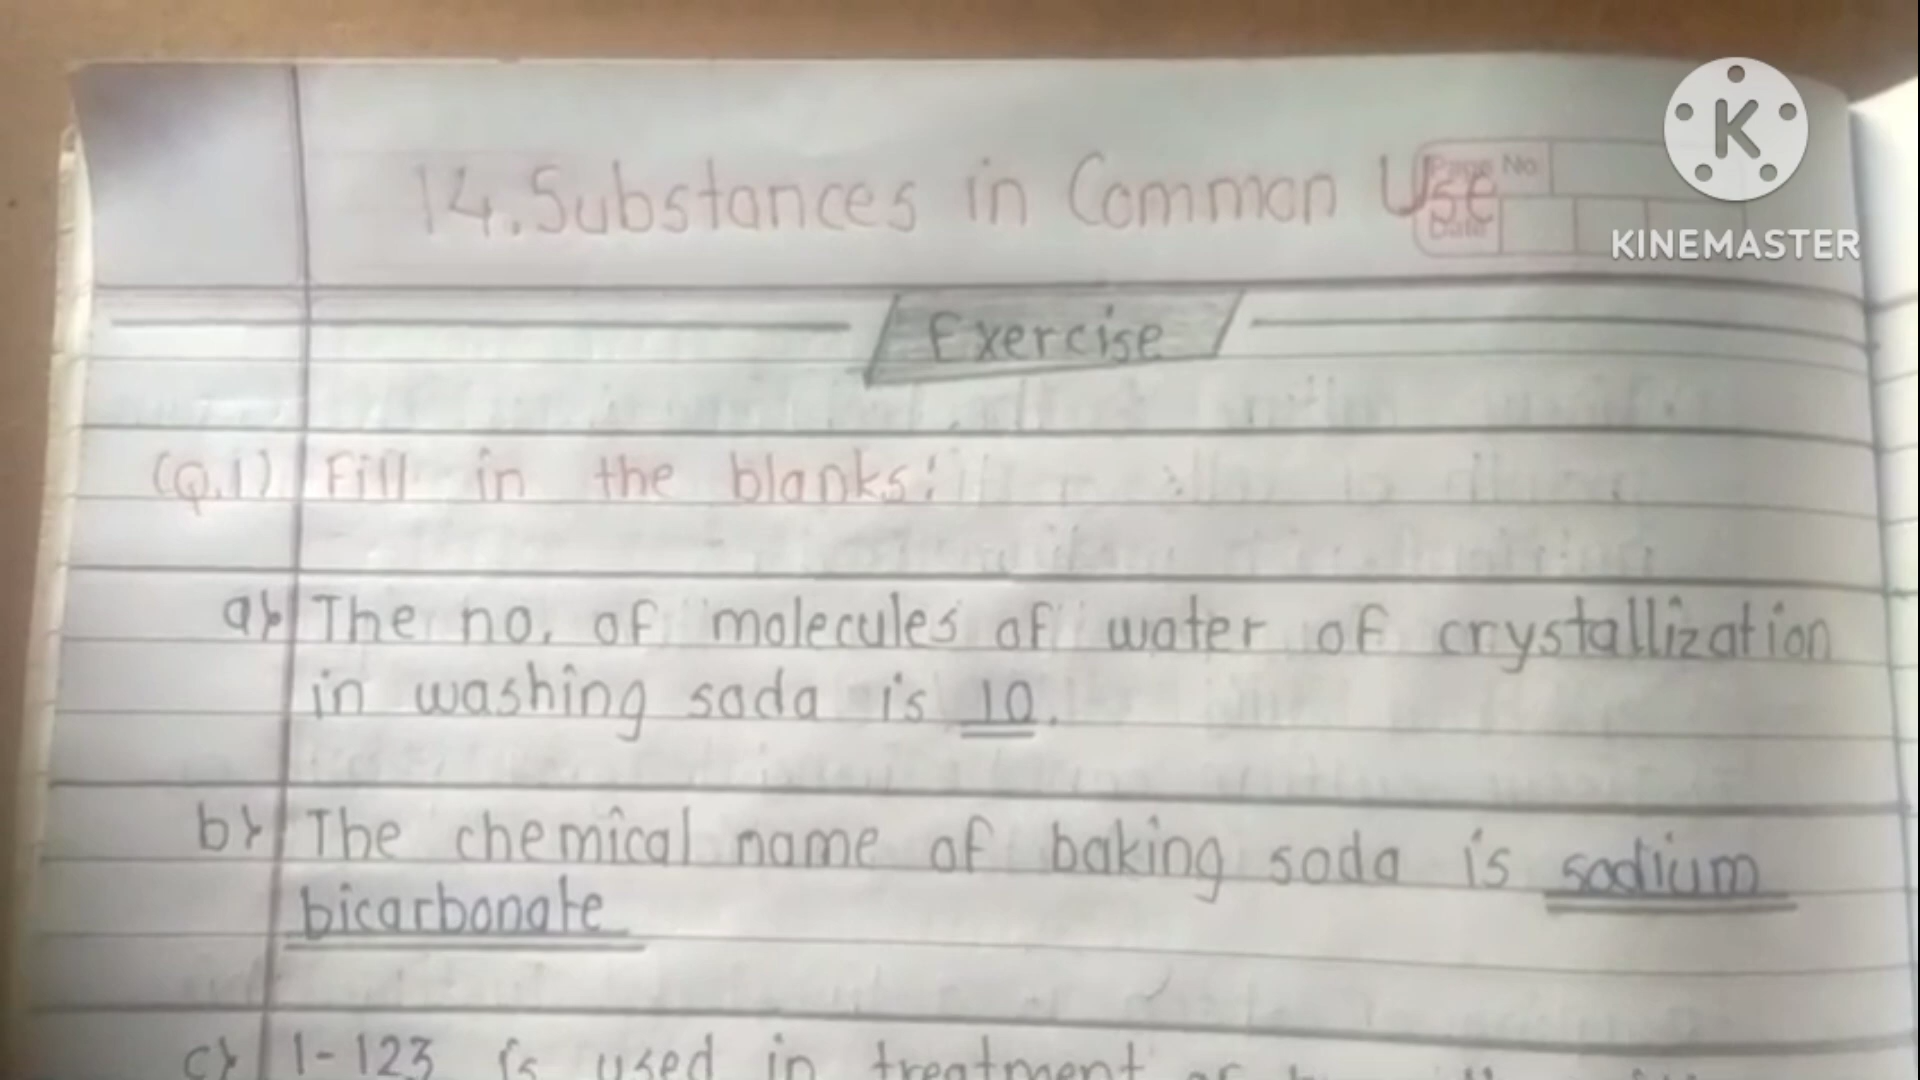 14. Substances in Common Use
Page No
Date
K
KINEMASTER
Exercise
(Q.1) Fill in the blanks:
a) The no. of molecules of water of crystallization
in washing soda is 10.
b) The chemical name of baking soda is sodium
bicarbonate
c) I-123 is used in treatment of